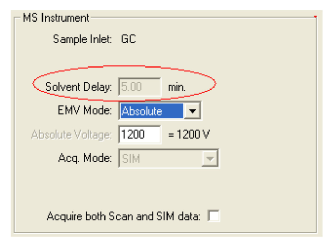 MS Instrument
Sample Inlet: GC
Solvent Delay: 5.00 min.
EMV Mode: Absolute
Absolute Voltage: 1200 = 1200 V
Acq. Mode: SIM
Acquire both Scan and SIM data: